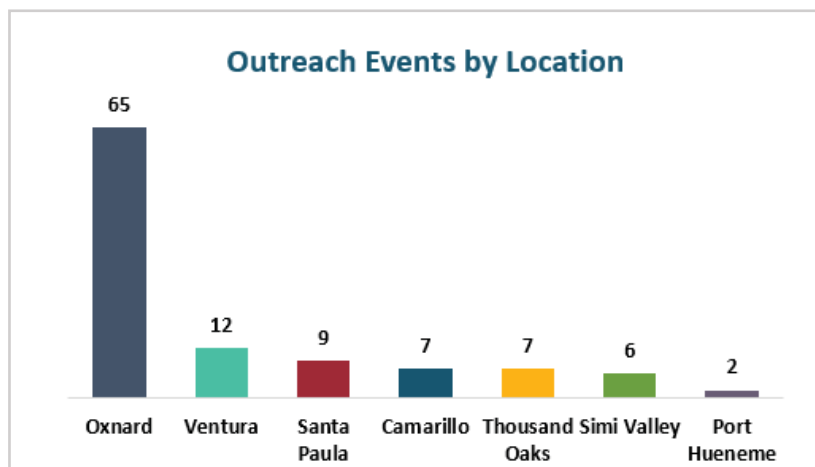 Outreach Events by Location
65
12
9
7
7
6
2
Oxnard
Ventura
Santa
Paula
Camarillo
Thousand
Oaks
Simi Valley
Port
Hueneme